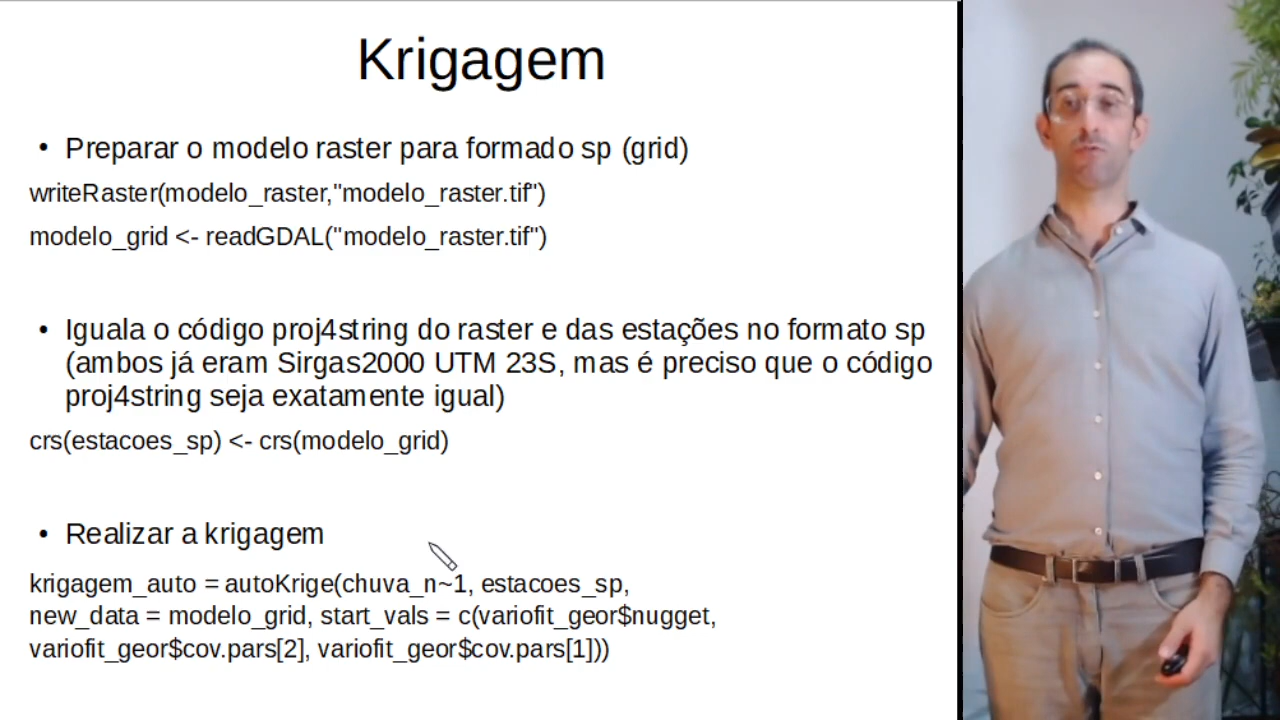 Krigagem
• Preparar o modelo raster para formado sp (grid)
writeRaster(modelo_raster,"modelo_raster.tif")
modelo_grid <- readGDAL("modelo_raster.tif")
• Iguala o código proj4string do raster e das estações no formato sp
(ambos já eram Sirgas2000 UTM 23S, mas é preciso que o código
proj4string seja exatamente igual)
crs(estacoes_sp) <- crs(modelo_grid)
• Realizar a krigagem
krigagem_auto = autoKrige(chuva_n~1, estacoes_sp,
new_data = modelo_grid, start_vals = c(variofit_geor$nugget,
variofit_geor$cov.pars[2], variofit_geor$cov.pars[1]))